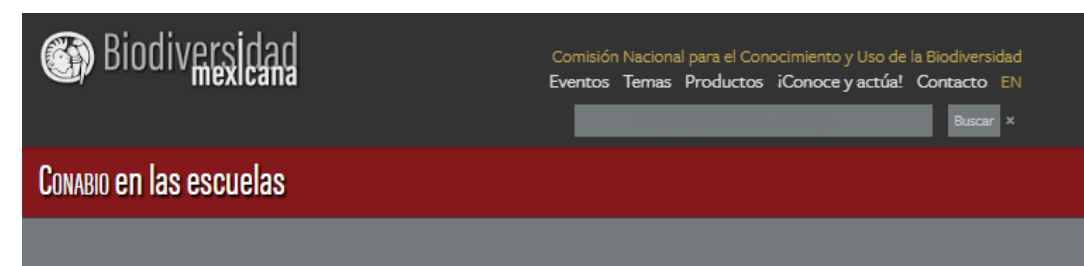 Biodiversidad
mexicana
Comisión Nacional para el Conocimiento y Uso de la Biodiversidad
Eventos Temas Productos ¡Conoce y actúa! Contacto EN
Buscar ×
CONABIO en las escuelas